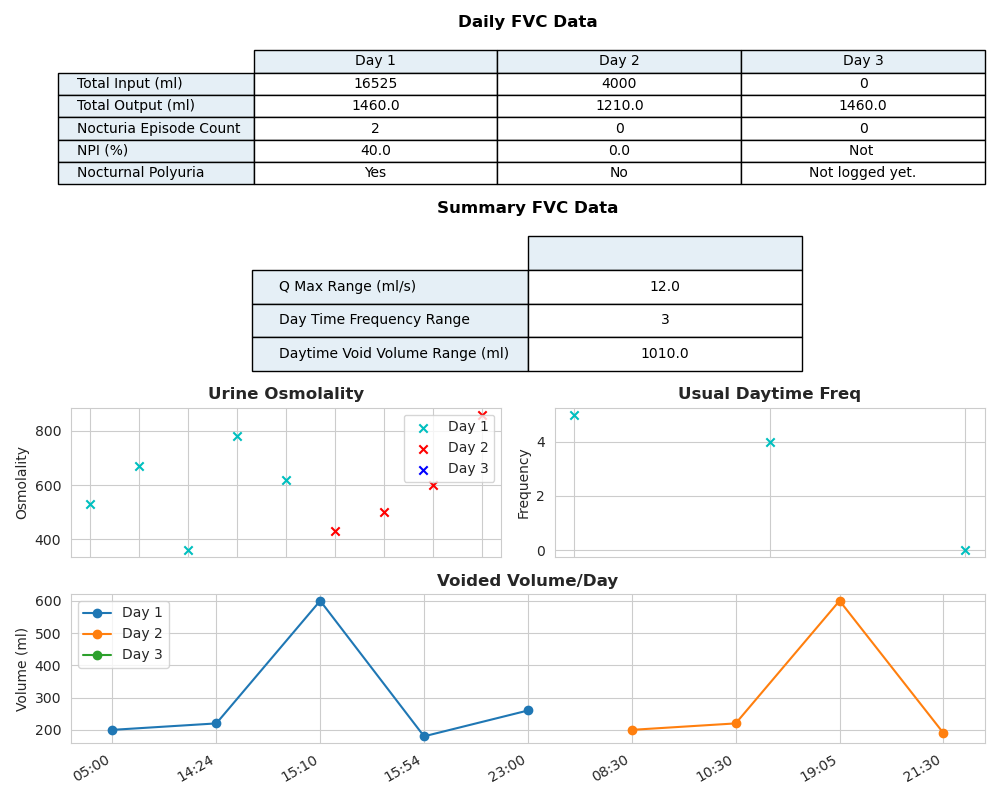 Daily FVC Data
Day 1 Day 2 Day 3
Total Input (ml) 16525 4000 0
Total Output (ml) 1460.0 1210.0 1460.0
Nocturia Episode Count 2 0 0
NPI (%) 40.0 0.0 Not
Nocturnal Polyuria Yes No Not logged yet.
Summary FVC Data
Q Max Range (ml/s) 12.0
Day Time Frequency Range 3
Daytime Void Volume Range (ml) 1010.0
Urine Osmolality
800
600
400
Osmolality
Day 1
Day 2
Day 3
Usual Daytime Freq
4
2
0
Frequency
Voided Volume/Day
600
500
400
300
200
Volume (ml)
Day 1
Day 2
Day 3
05:00 14:24 15:10 15:54 23:00 08:30 10:30 19:05 21:30